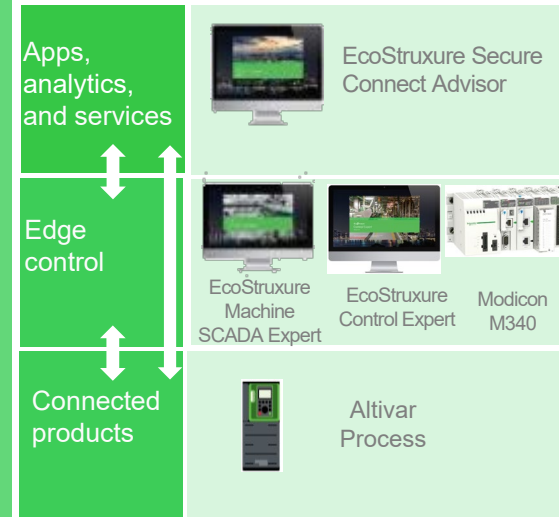 Apps,
analytics,
and services
EcoStruxure Secure
Connect Advisor
Edge
control
EcoStruxure
Machine
SCADA Expert
EcoStruxure
Control Expert
Modicon
M340
Connected
products
Altivar
Process